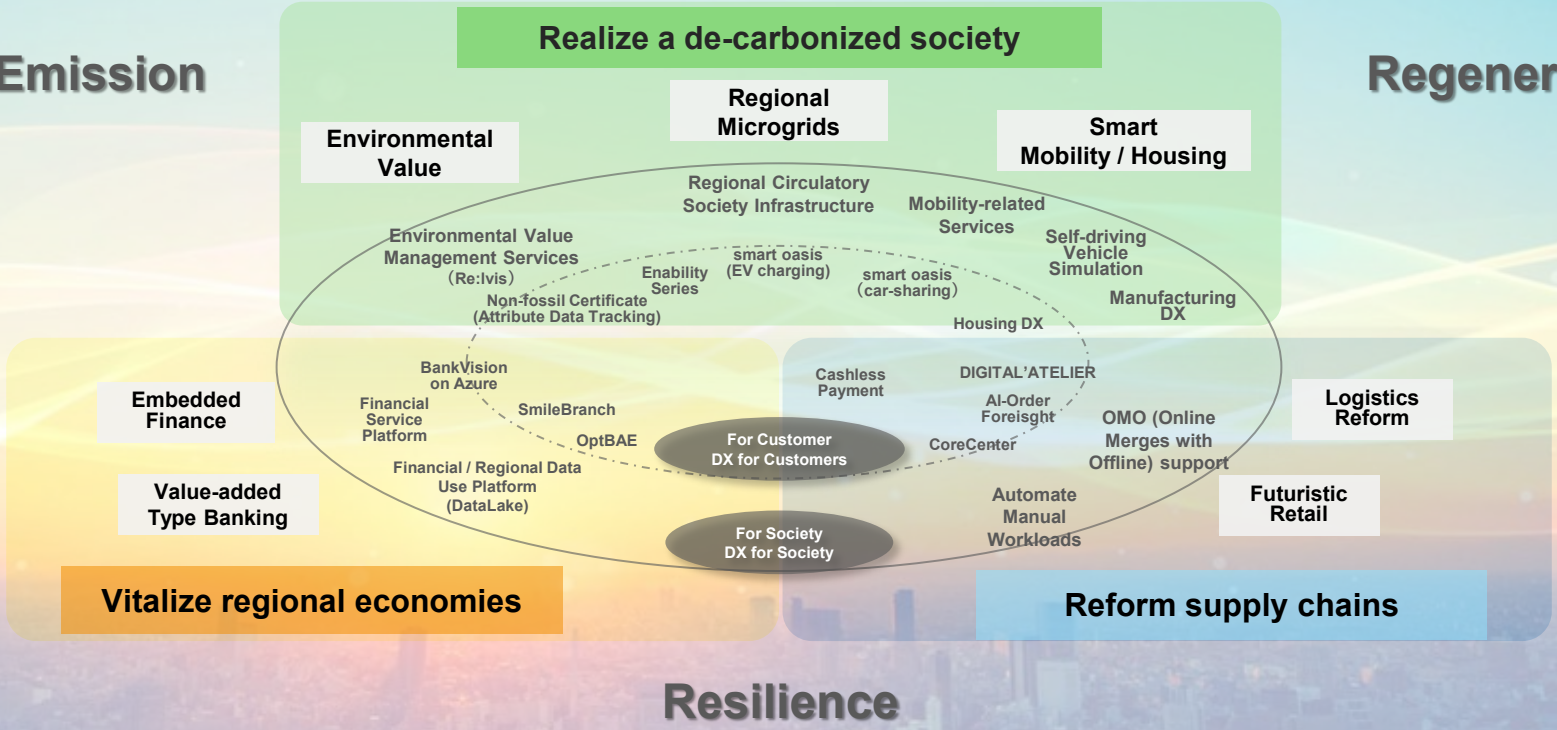 Realize a de-carbonized society
Emission
Regener
Regional
Microgrids
Environmental
Value
Smart
Mobility / Housing
Regional Circulatory
Society Infrastructure
Mobility-related
Services
Environmental Value
Management Services
(Re:lvis)
Self-driving
Vehicle
Simulation
Enability
Series
smart oasis
(EV charging)
smart oasis
(car-sharing)
Non-fossil Certificate
(Attribute Data Tracking)
Manufacturing
DX
Housing DX
BankVision
on Azure
Cashless
Payment
DIGITAL'ATELIER
Embedded
Finance
Financial
Service
Platform
SmileBranch
AI-Order
Foreisght
OMO (Online
Merges with
Offline) support
Logistics
Reform
OptBAE
For Customer
DX for Customers
CoreCenter
Financial / Regional Data
Use Platform
(DataLake)
Value-added
Type Banking
Automate
Manual
Workloads
Futuristic
Retail
For Society
DX for Society
Vitalize regional economies
Reform supply chains
Resilience